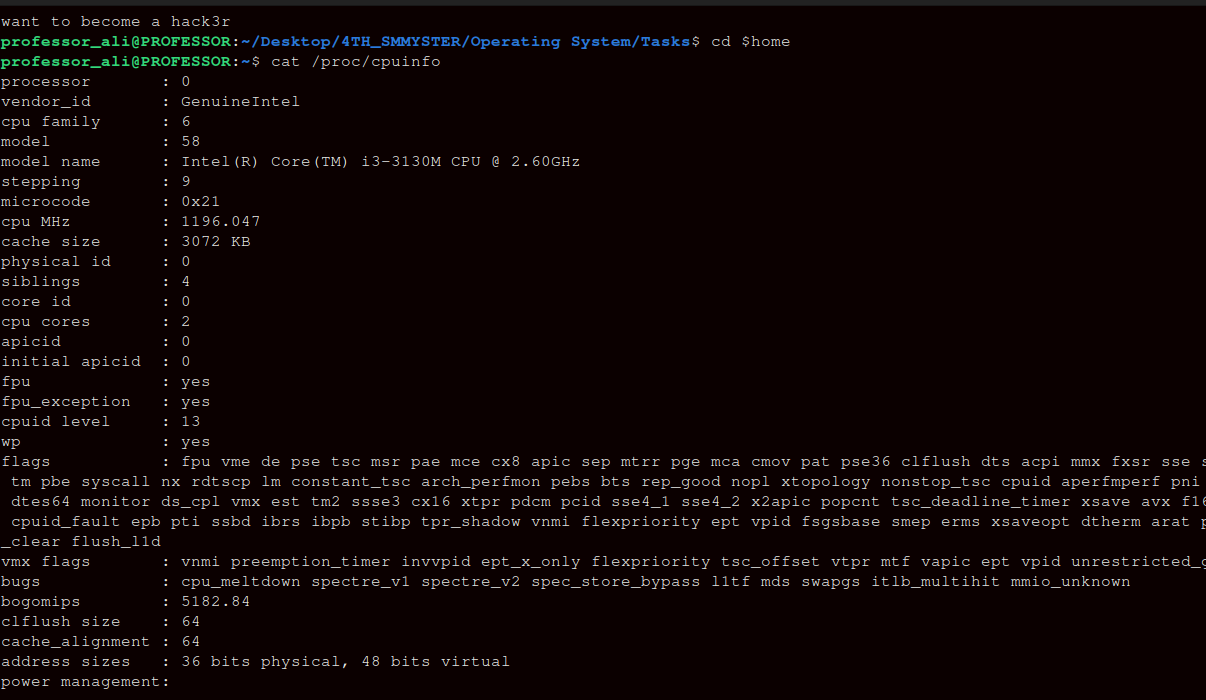 want to become a hack3r
professor_ali@PROFESSOR:~/Desktop/4TH_SMMYSTER/Operating System/Tasks$ cd $home
professor_ali@PROFESSOR:~$ cat /proc/cpuinfo
processor : 0
vendor_id : GenuineIntel
cpu family : 6
model : 58
model name : Intel(R) Core(TM) i3-3130M CPU @ 2.60GHz
stepping : 9
microcode : 0x21
cpu MHz : 1196.047
cache size : 3072 KB
physical id : 0
siblings : 4
core id : 0
cpu cores : 2
apicid : 0
initial apicid : 0
fpu : yes
fpu_exception : yes
cpuid level : 13
wp : yes
flags : fpu vme de pse tsc msr pae mce cx8 apic sep mtrr pge mca cmov pat pse36 clflush dts acpi mmx fxsr sse
tm pbe syscall nx rdtscp lm constant_tsc arch_perfmon pebs bts rep_good nopl xtopology nonstop_tsc cpuid aperfmperf pni
dtes64 monitor ds_cpl vmx est tm2 ssse3 cx16 xtpr pdcm pcid sse4_1 sse4_2 x2apic popcnt tsc_deadline_timer xsave avx
cpuid_fault epb pti ssbd ibrs ibpb stibp tpr_shadow vnmi flexpriority ept vpid fsgsbase smep erms xsaveopt dtherm arat
_clear flush_l1d
vmx flags : vnmi preemption_timer invvpid ept_x_only flexpriority tsc_offset vtpr mtf vapic ept vpid
bugs : cpu_meltdown spectre_v1 spectre_v2 spec_store_bypass l1tf mds swapgs itlb_multihit mmio_unknown
bogomips : 5182.84
clflush size : 64
cache_alignment : 64
address sizes : 36 bits physical, 48 bits virtual
power management: